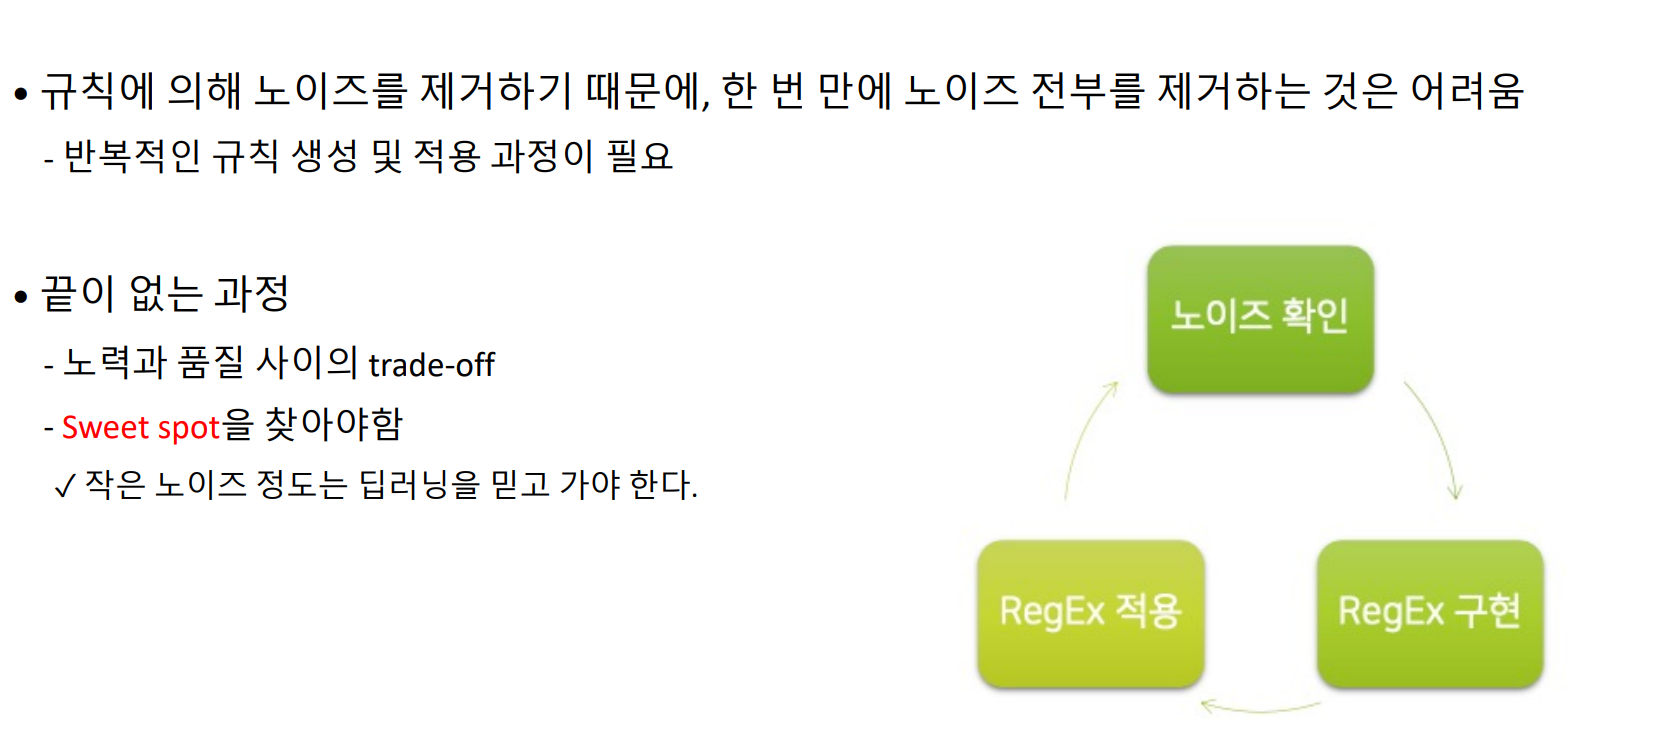 • 규칙에 의해 노이즈를 제거하기 때문에, 한 번 만에 노이즈 전부를 제거하는 것은 어려움
- 반복적인 규칙 생성 및 적용 과정이 필요
• 끝이 없는 과정
- 노력과 품질 사이의 trade-off
- Sweet spot을 찾아야함
✓ 작은 노이즈 정도는 딥러닝을 믿고 가야 한다.
노이즈 확인
RegEx 적용
RegEx 구현